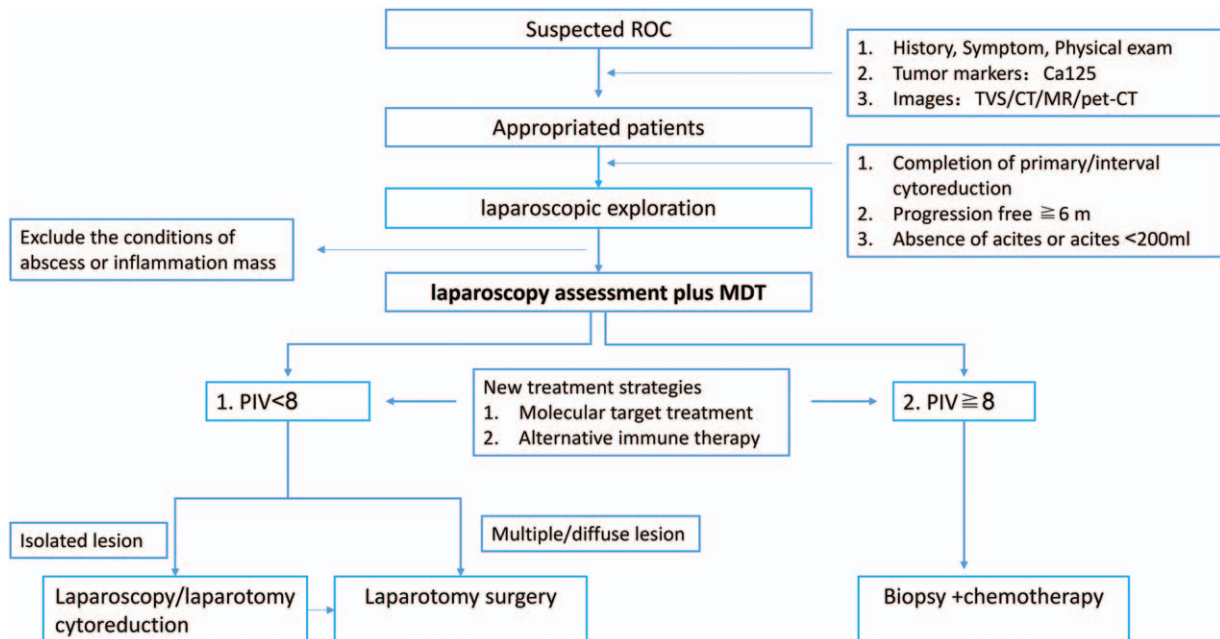 Suspected ROC
1. History, Symptom, Physical exam
2. Tumor markers：Ca125
3. Images：TVS/CT/MR/pet-CT
Appropriated patients
1. Completion of primary/interval
cytoreduction
2. Progression free ≧6 m
3. Absence of acites or acites <200ml
laparoscopic exploration
Exclude the conditions of
abscess or inflammation mass
laparoscopy assessment plus MDT
1. PIV<8
New treatment strategies
1. Molecular target treatment
2. Alternative immune therapy
2. PIV≧8
Isolated lesion
Multiple/diffuse lesion
Laparoscopy/laparotomy
cytoreduction
Laparotomy surgery
Biopsy +chemotherapy